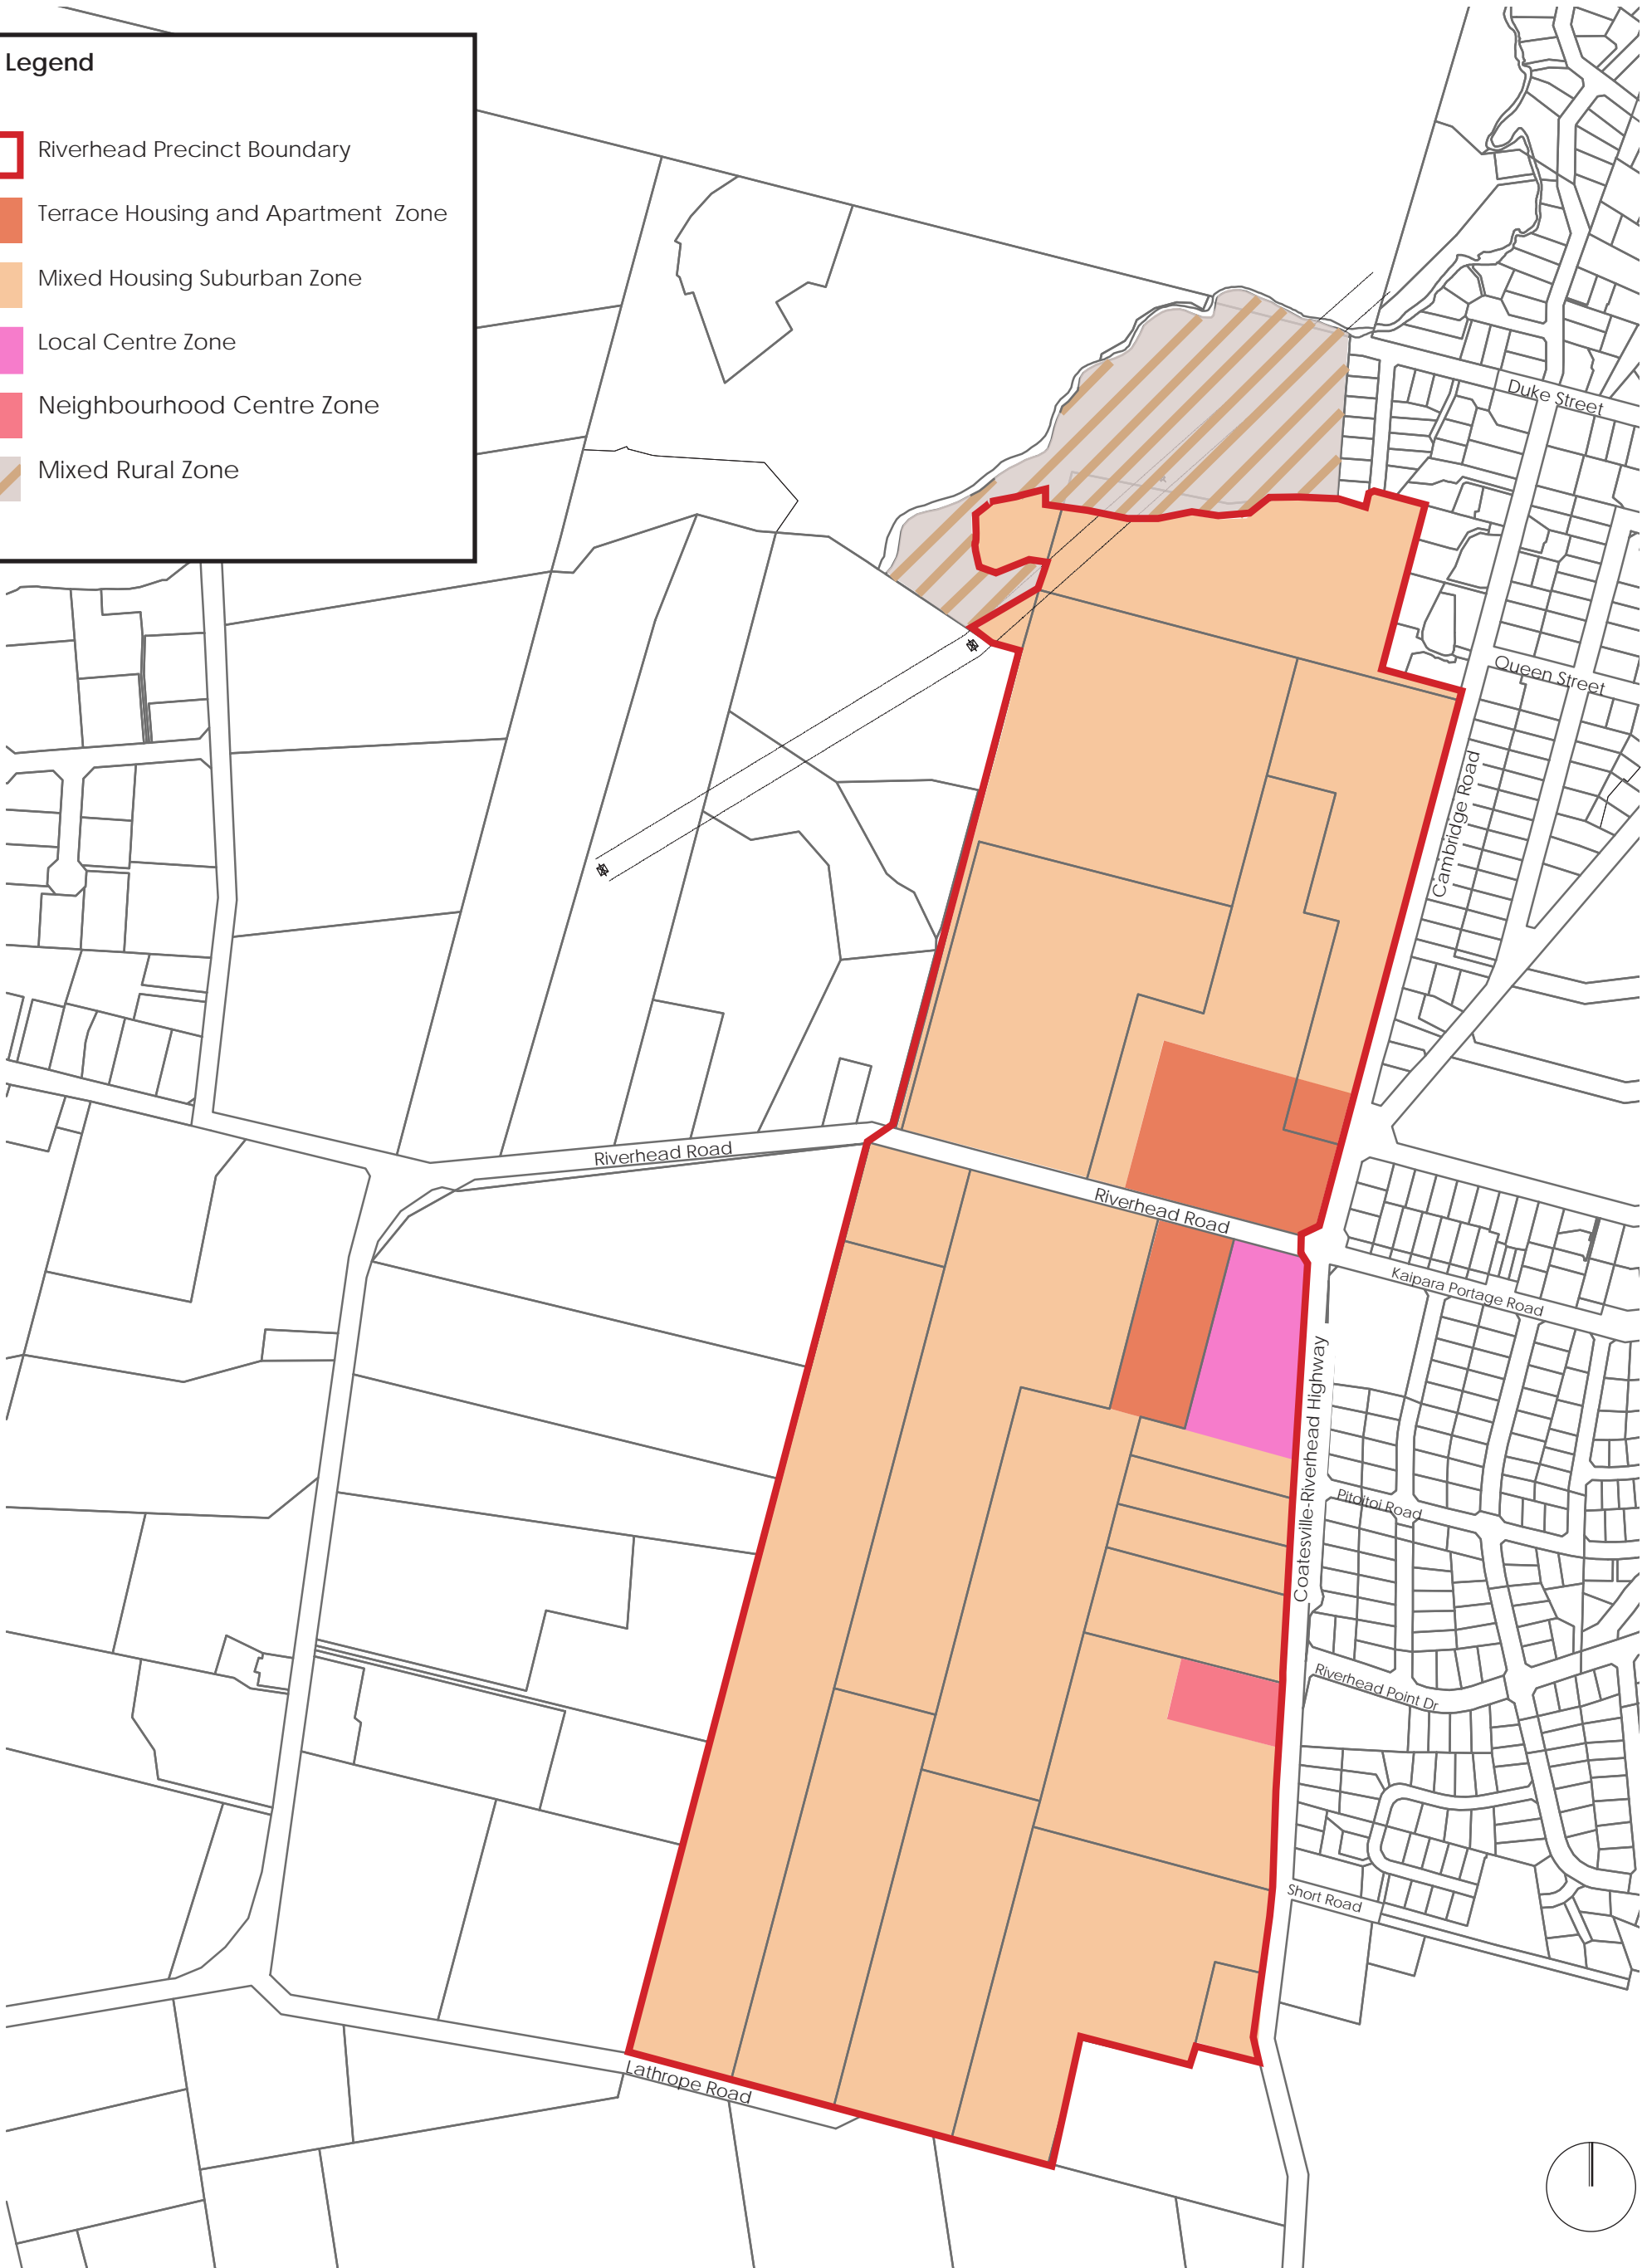 Legend
Riverhead Precinct Boundary
Terrace Housing and Apartment Zone
Mixed Housing Suburban Zone
Local Centre Zone
Neighbourhood Centre Zone
Mixed Rural Zone
Duke Street
Queen Street
Cambridge Road
Riverhead Road
Riverhead Road
Kaipara Portage Road
Coatesville-Riverhead Highway
Pitoitoi Road
Riverhead Point Dr
Short Road
Lathrope Road